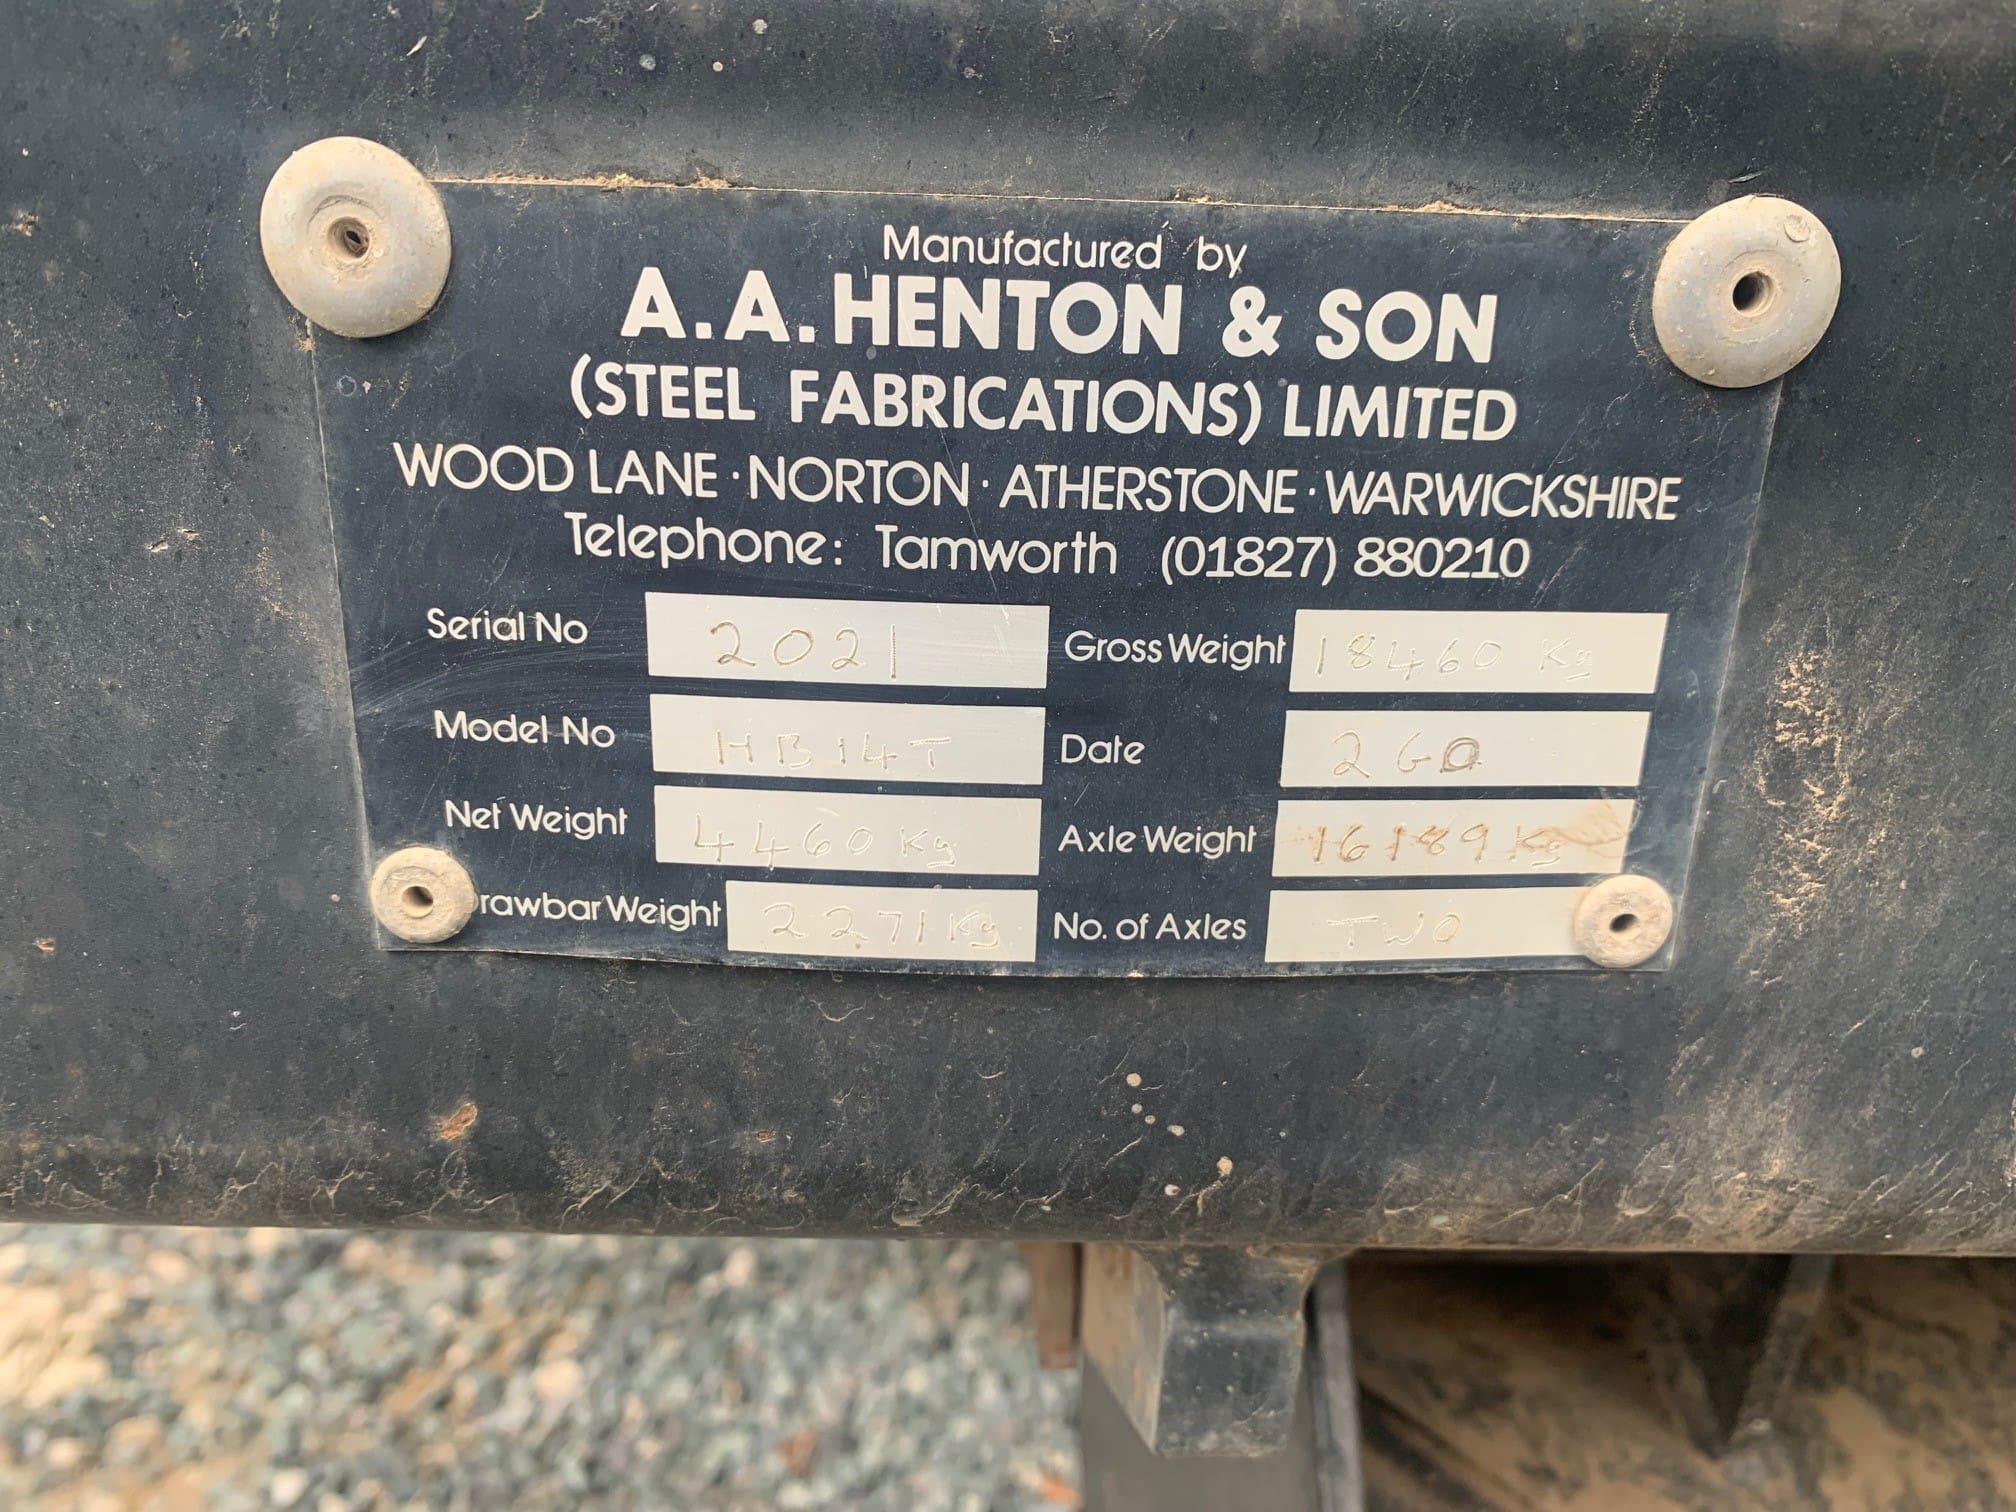 Manufactured by
A.A. HENTON & SON
(STEEL FABRICATIONS) LIMITED
WOOD LANE · NORTON · ATHERSTONE · WARWICKSHIRE
Telephone: Tamworth (01827) 880210
Serial No 2021 Gross Weight 18460 Kg
Model No HB14T Date
Net Weight 4460 Kg Axle Weight 16189 Kg
rawbar Weight 2271 Kg No. of Axles TWO